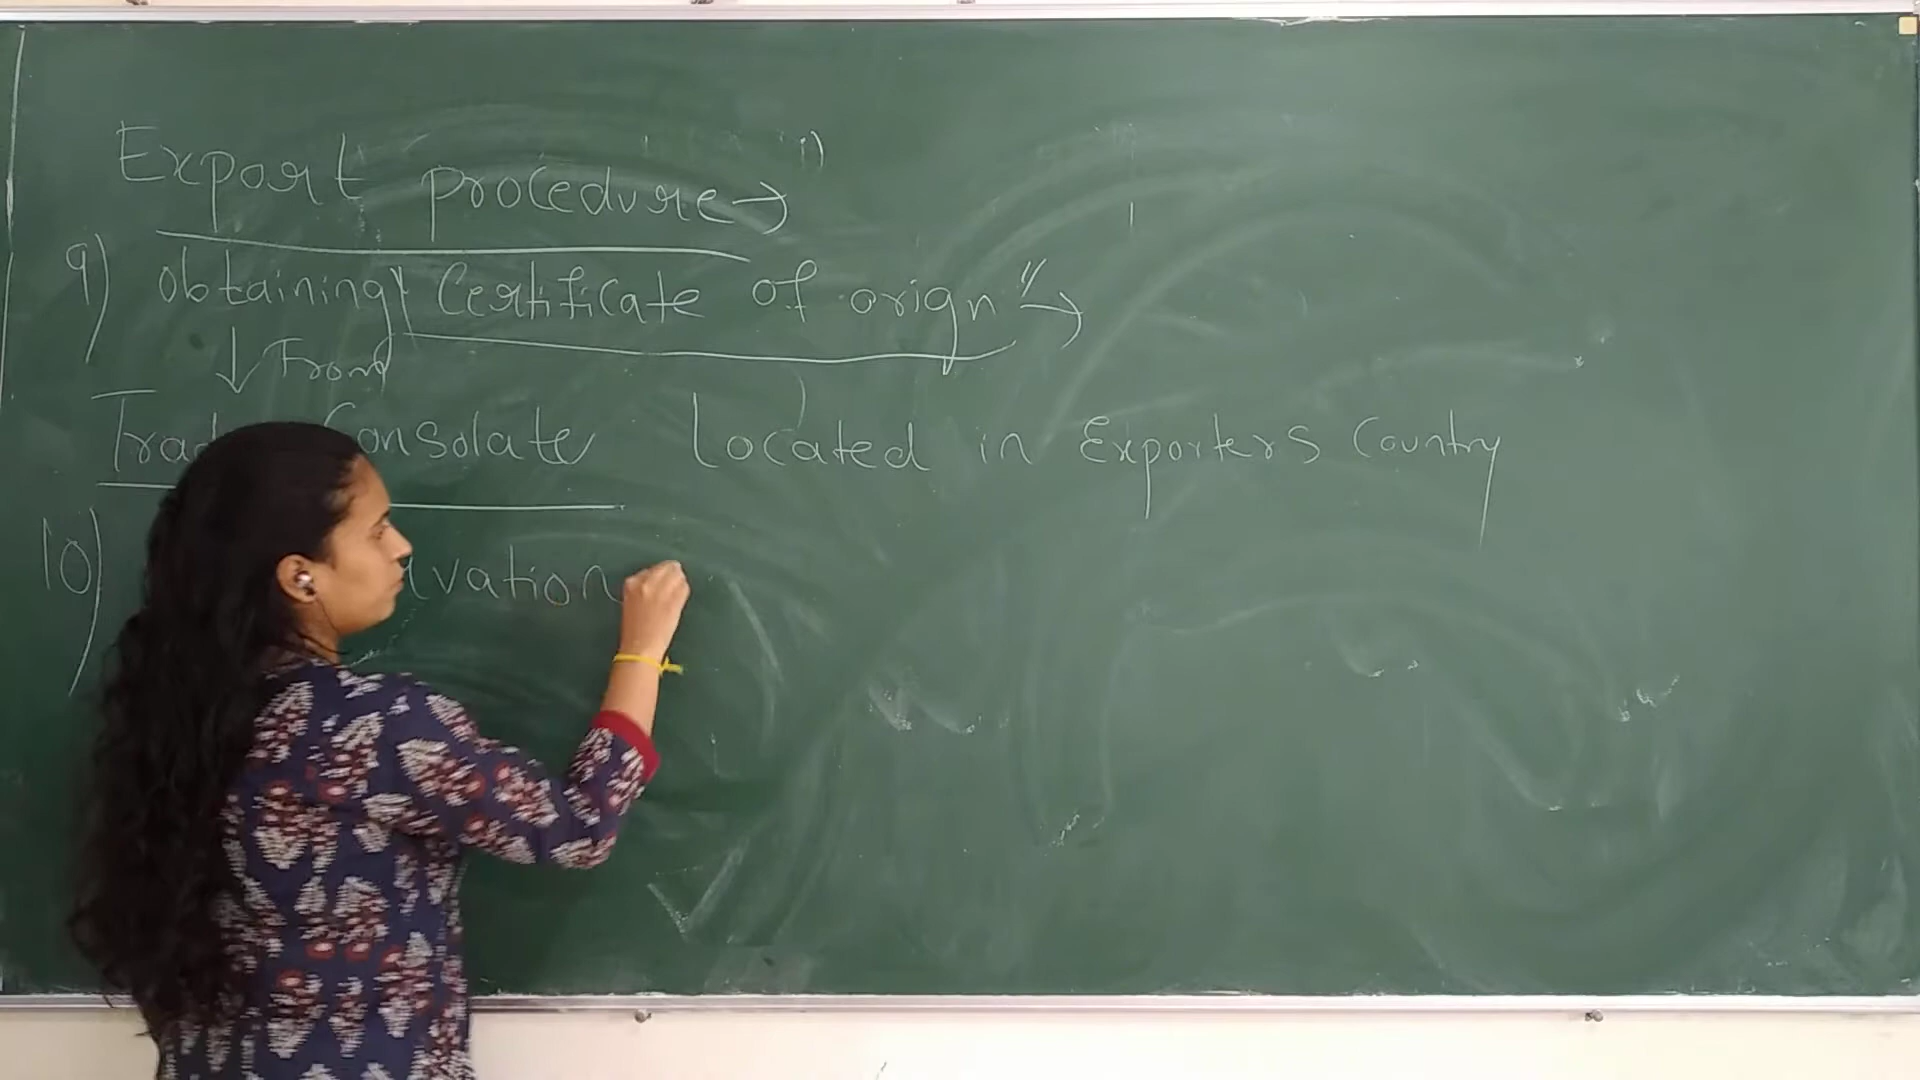 Export procedure →
9) obtaining "Certificate of orign" →
↓ From
Consolate Located in Exporters Country
10) vation